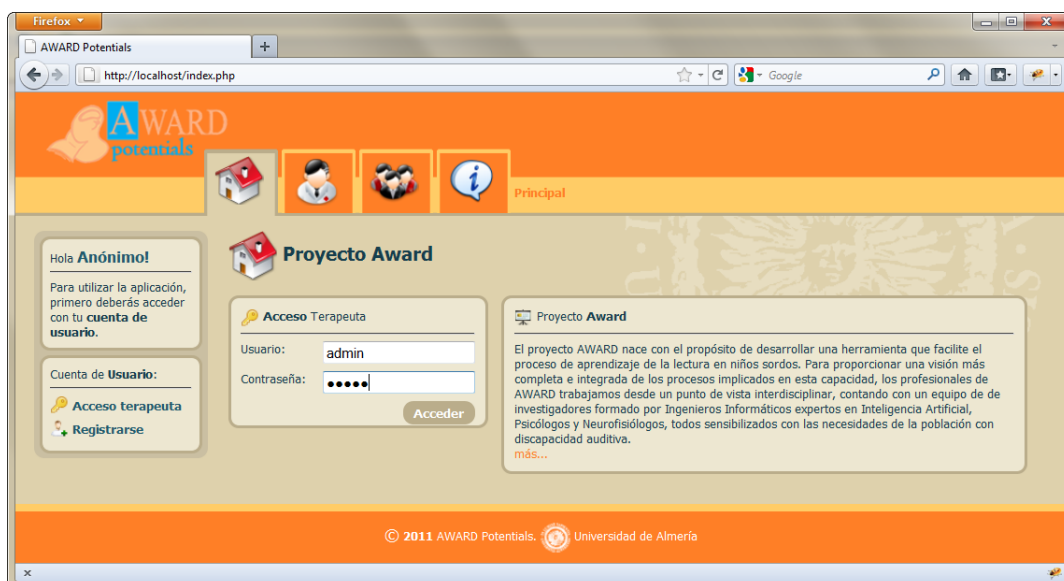 Firefox
AWARD Potentials
http://localhost/index.php
Google
AWARD
potentials
Principal
Hola Anónimo!
Para utilizar la aplicación,
primero deberás acceder
con tu cuenta de
usuario.
Cuenta de Usuario:
Acceso terapeuta
Registrarse
Proyecto Award
Acceso Terapeuta
Usuario: admin
Contraseña: •••••
Acceder
Proyecto Award
El proyecto AWARD nace con el propósito de desarrollar una herramienta que facilite el
proceso de aprendizaje de la lectura en niños sordos. Para proporcionar una visión más
completa e integrada de los procesos implicados en esta capacidad, los profesionales de
AWARD trabajamos desde un punto de vista interdisciplinar, contando con un equipo de de
investigadores formado por Ingenieros Informáticos expertos en Inteligencia Artificial,
Psicólogos y Neurofisiólogos, todos sensibilizados con las necesidades de la población con
discapacidad auditiva.
más...
© 2011 AWARD Potentials. Universidad de Almería